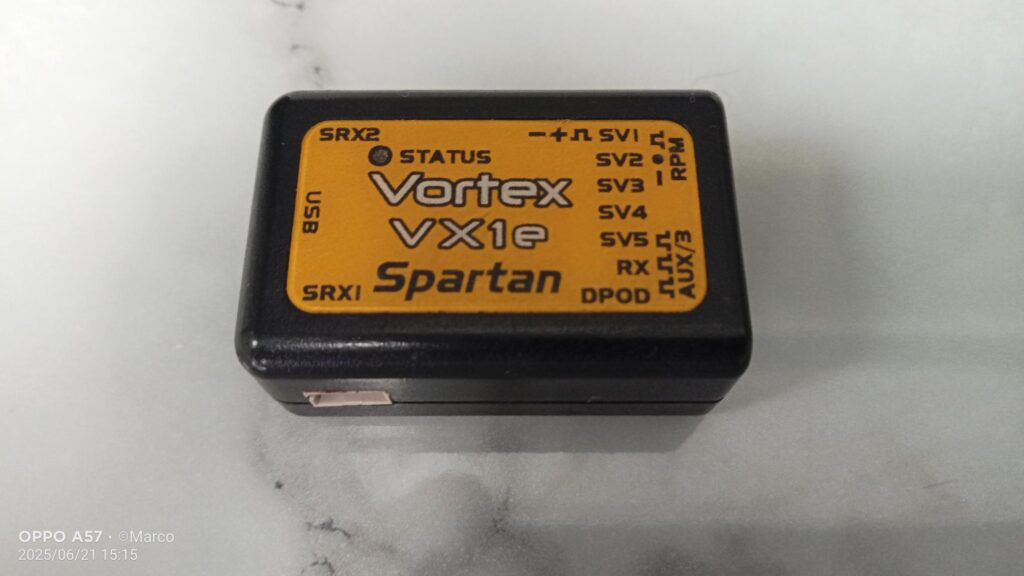 SRX2
STATUS
Vortex
VX1e
Spartan
USB
SRX1
SV1
SV2
SV3
SV4
SV5
RX
DPOD
RPM
AUX/3
OPPO A57 · ©Marco
2025/06/21 15:15